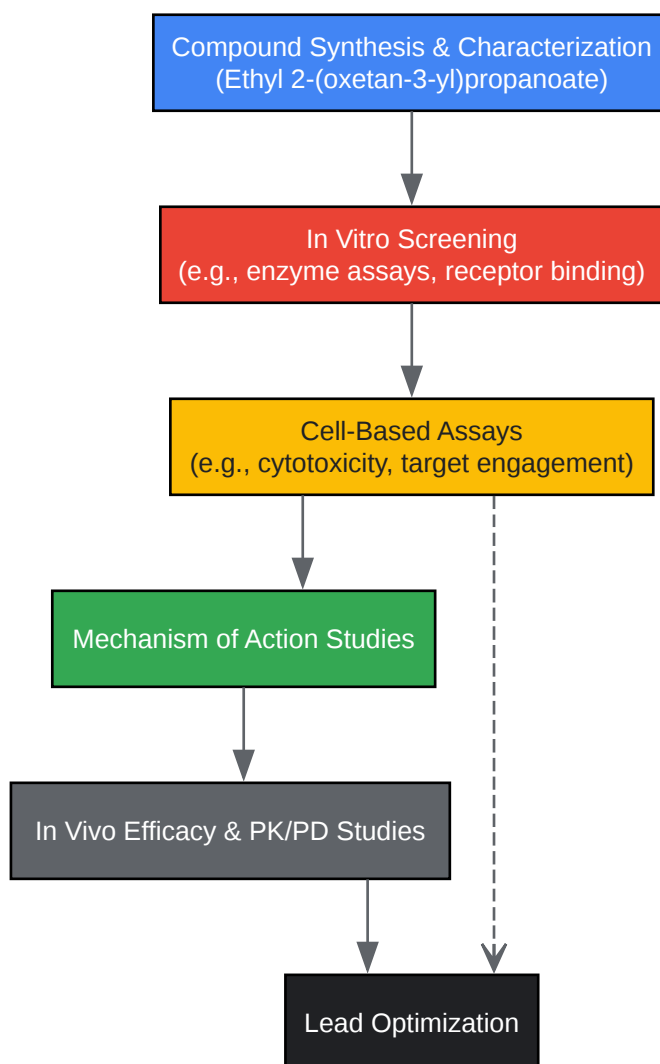 Compound Synthesis & Characterization
(Ethyl 2-(oxetan-3-yl)propanoate)
In Vitro Screening
(e.g., enzyme assays, receptor binding)
Cell-Based Assays
(e.g., cytotoxicity, target engagement)
Mechanism of Action Studies
In Vivo Efficacy & PK/PD Studies
Lead Optimization